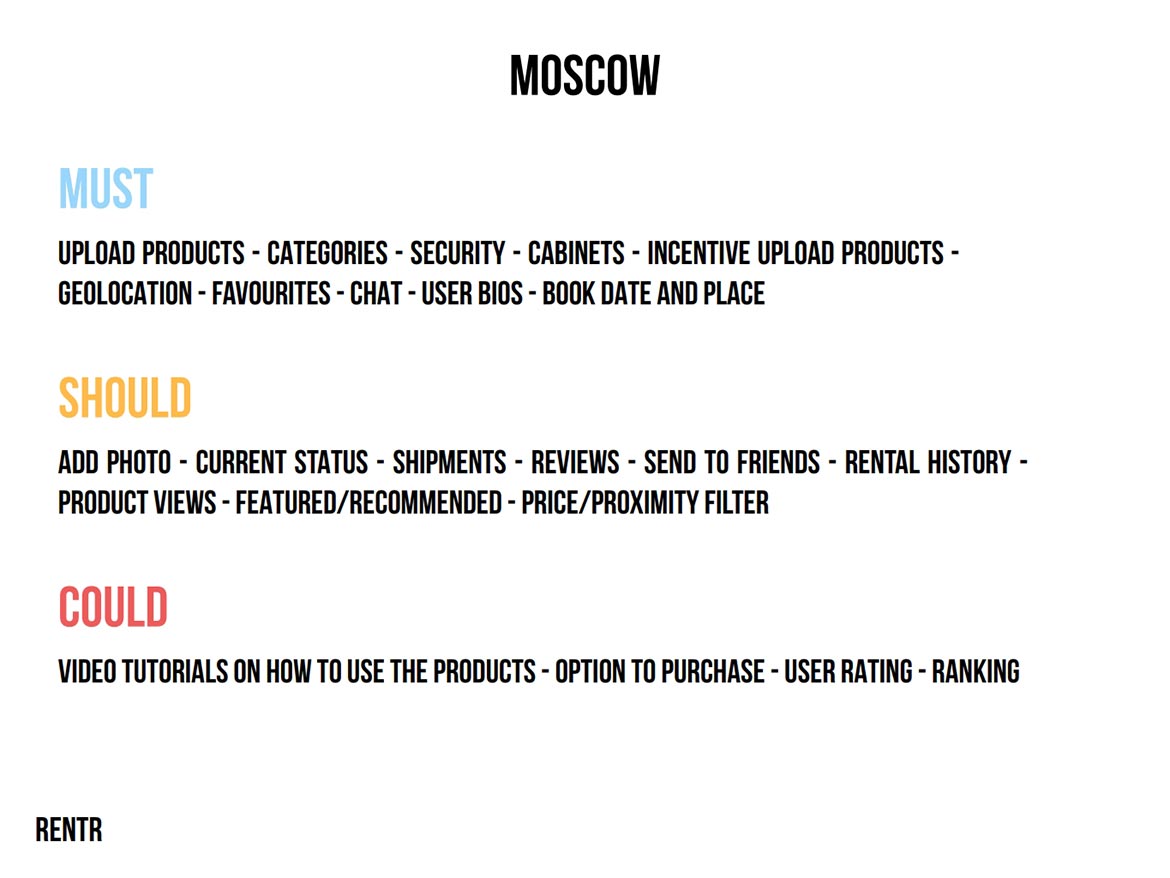 MOSCOW
MUST
UPLOAD PRODUCTS - CATEGORIES - SECURITY - CABINETS - INCENTIVE UPLOAD PRODUCTS -
GEOLOCATION - FAVOURITES - CHAT - USER BIOS - BOOK DATE AND PLACE
SHOULD
ADD PHOTO - CURRENT STATUS - SHIPMENTS - REVIEWS - SEND TO FRIENDS - RENTAL HISTORY -
PRODUCT VIEWS - FEATURED/RECOMMENDED - PRICE/PROXIMITY FILTER
COULD
VIDEO TUTORIALS ON HOW TO USE THE PRODUCTS - OPTION TO PURCHASE - USER RATING - RANKING
RENTR